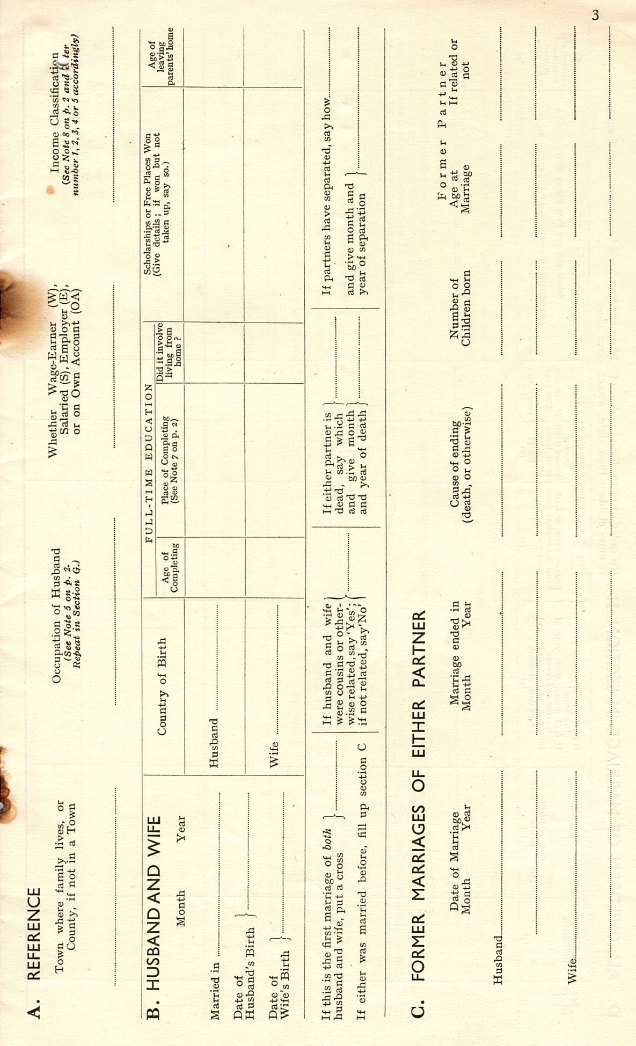 3
A. REFERENCE
Town where family lives, or
County, if not in a Town
Occupation of Husband
(See Note 5 on p. 2.
Repeat in Section G.)
Whether Wage-Earner (W),
Salaried (S), Employer (E),
or on Own Account (OA)
Income Classification
(See Note 8 on p. 2 and
number 1, 2, 3, 4 or 5 accordingly)
B. HUSBAND AND WIFE
Month Year
Married in
Date of
Husband's Birth
Date of
Wife's Birth
Country of Birth
Husband
Wife
FULL-TIME EDUCATION
Age of
Completing
Place of Completing
(See Note 7 on p. 2)
Did it involve
living from
home ?
Scholarships or Free Places Won
(Give details ; if won but not
taken up, say so.)
Age of
leaving
parents' home
If this is the first marriage of both
husband and wife, put a cross
If either was married before, fill up section C
If husband and wife
were cousins or other-
wise related, say 'Yes';
if not related, say 'No'
If either partner is
dead, say which
and give month
and year of death
If partners have separated, say how
and give month and
year of separation
C. FORMER MARRIAGES OF EITHER PARTNER
Date of Marriage
Month Year
Marriage ended in
Month Year
Cause of ending
(death, or otherwise)
Number of
Children born
Former Partner
Age at
Marriage
If related or
not
Husband
Wife